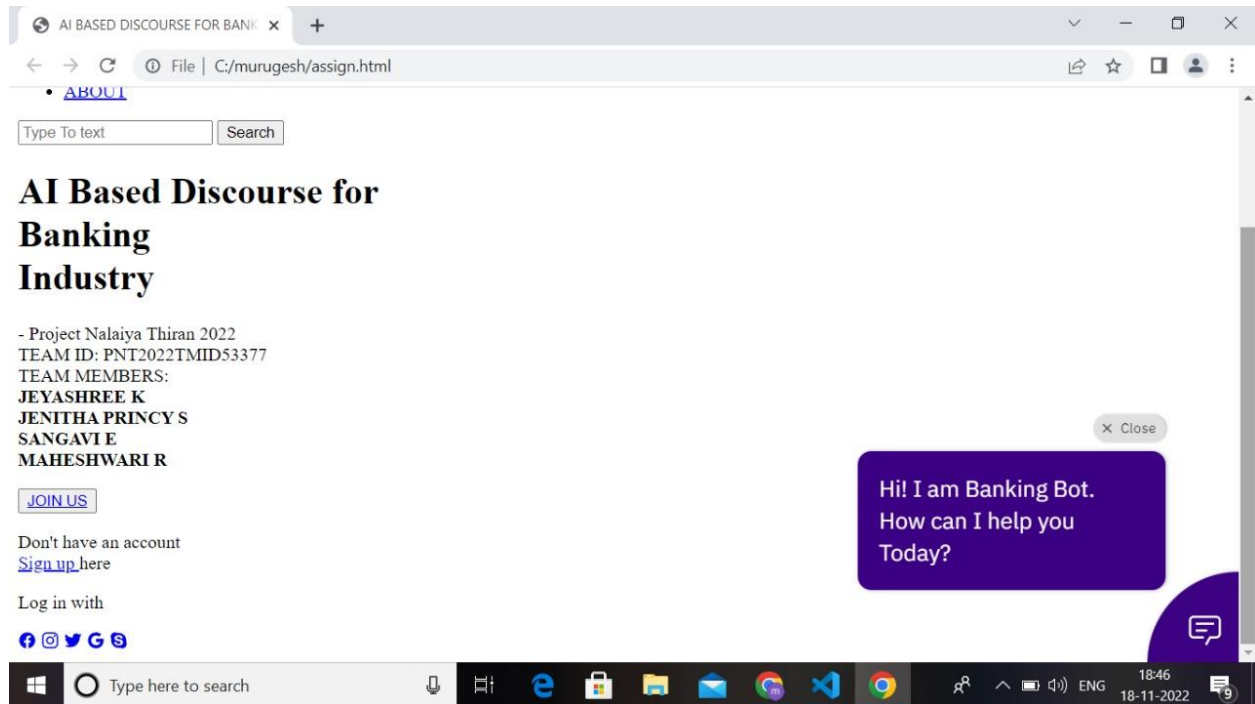 AI BASED DISCOURSE FOR BANK
File | C:/murugesh/assign.html
• ABOUT
Type To text Search
AI Based Discourse for
Banking
Industry
- Project Nalaiya Thiran 2022
TEAM ID: PNT2022TMID53377
TEAM MEMBERS:
JEYASHREE K
JENITHA PRINCY S
SANGAVI E
MAHESHWARI R
JOIN US
Don't have an account
Sign up here
Log in with
× Close
Hi! I am Banking Bot.
How can I help you
Today?
Type here to search
m
ENG
18:46
18-11-2022
9